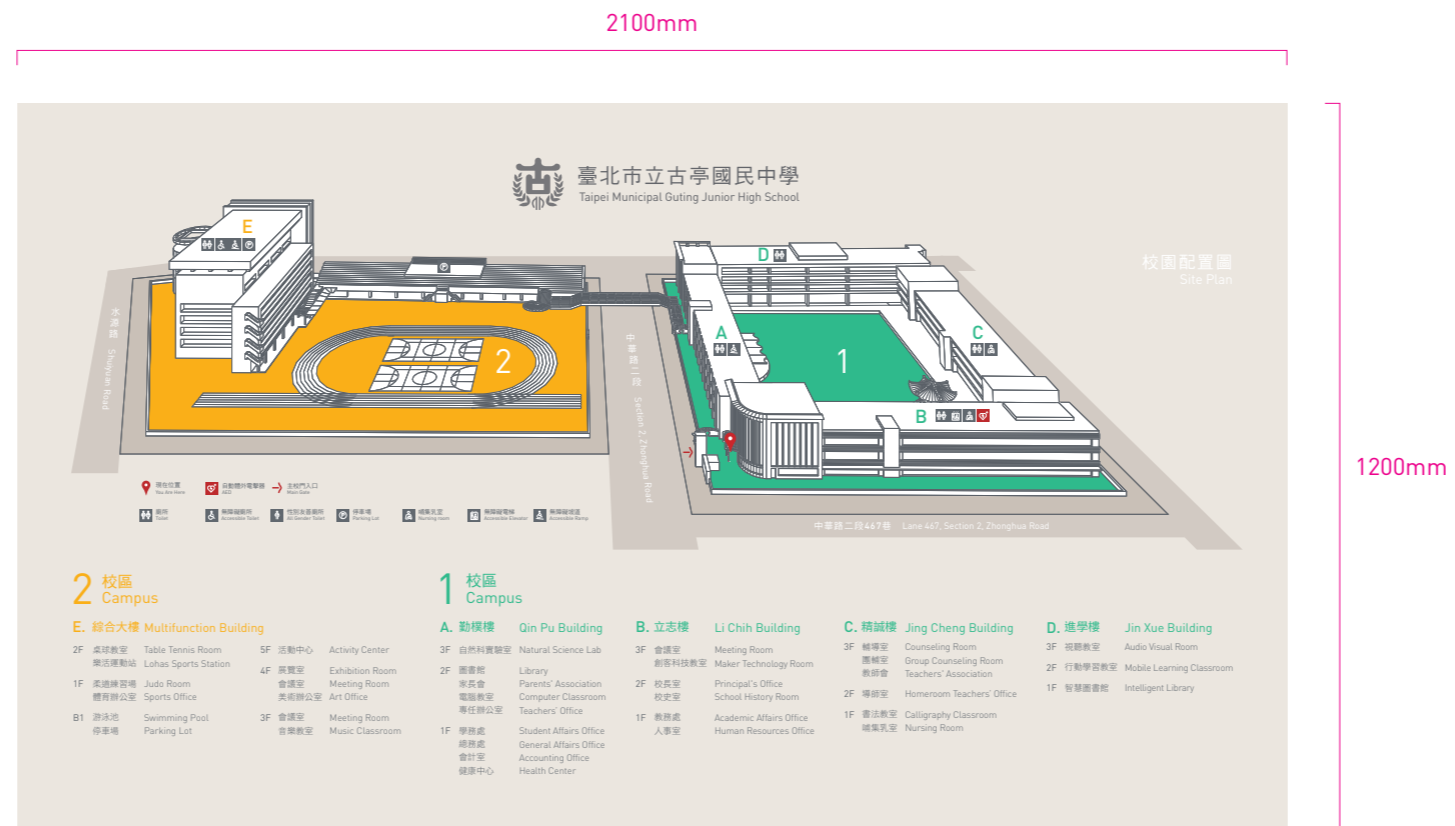 2100mm
1200mm
臺北市立古亭國民中學
Taipei Municipal Guting Junior High School
校園配置圖
Site Plan
E
D
A
C
B
2
1
水源路 Shuiyuan Road
中華路二段 Section 2, Zhonghua Road
中華路二段467巷 Lane 467, Section 2, Zhonghua Road
現在位置
You Are Here
自動體外電擊器
AED
主校門入口
Main Gate
廁所
Toilet
無障礙廁所
Accessible Toilet
性別友善廁所
All Gender Toilet
停車場
Parking Lot
哺集乳室
Nursing room
無障礙電梯
Accessible Elevator
無障礙坡道
Accessible Ramp
2 校區
Campus
E. 綜合大樓 Multifunction Building
2F 桌球教室 Table Tennis Room
樂活運動站 Lohas Sports Station
1F 柔道練習場 Judo Room
體育辦公室 Sports Office
B1 游泳池 Swimming Pool
停車場 Parking Lot
5F 活動中心 Activity Center
4F 展覽室 Exhibition Room
會議室 Meeting Room
美術辦公室 Art Office
3F 會議室 Meeting Room
音樂教室 Music Classroom
1 校區
Campus
A. 勤樸樓 Qin Pu Building
3F 自然科實驗室 Natural Science Lab
2F 圖書館 Library
家長會 Parents' Association
電腦教室 Computer Classroom
專任辦公室 Teachers' Office
1F 學務處 Student Affairs Office
總務處 General Affairs Office
會計室 Accounting Office
健康中心 Health Center
B. 立志樓 Li Chih Building
3F 會議室 Meeting Room
創客科技教室 Maker Technology Room
2F 校長室 Principal's Office
校史室 School History Room
1F 教務處 Academic Affairs Office
人事室 Human Resources Office
C. 精誠樓 Jing Cheng Building
3F 輔導室 Counseling Room
團輔室 Group Counseling Room
教師會 Teachers' Association
2F 導師室 Homeroom Teachers' Office
1F 書法教室 Calligraphy Classroom
哺集乳室 Nursing Room
D. 進學樓 Jin Xue Building
3F 視聽教室 Audio Visual Room
2F 行動學習教室 Mobile Learning Classroom
1F 智慧圖書館 Intelligent Library